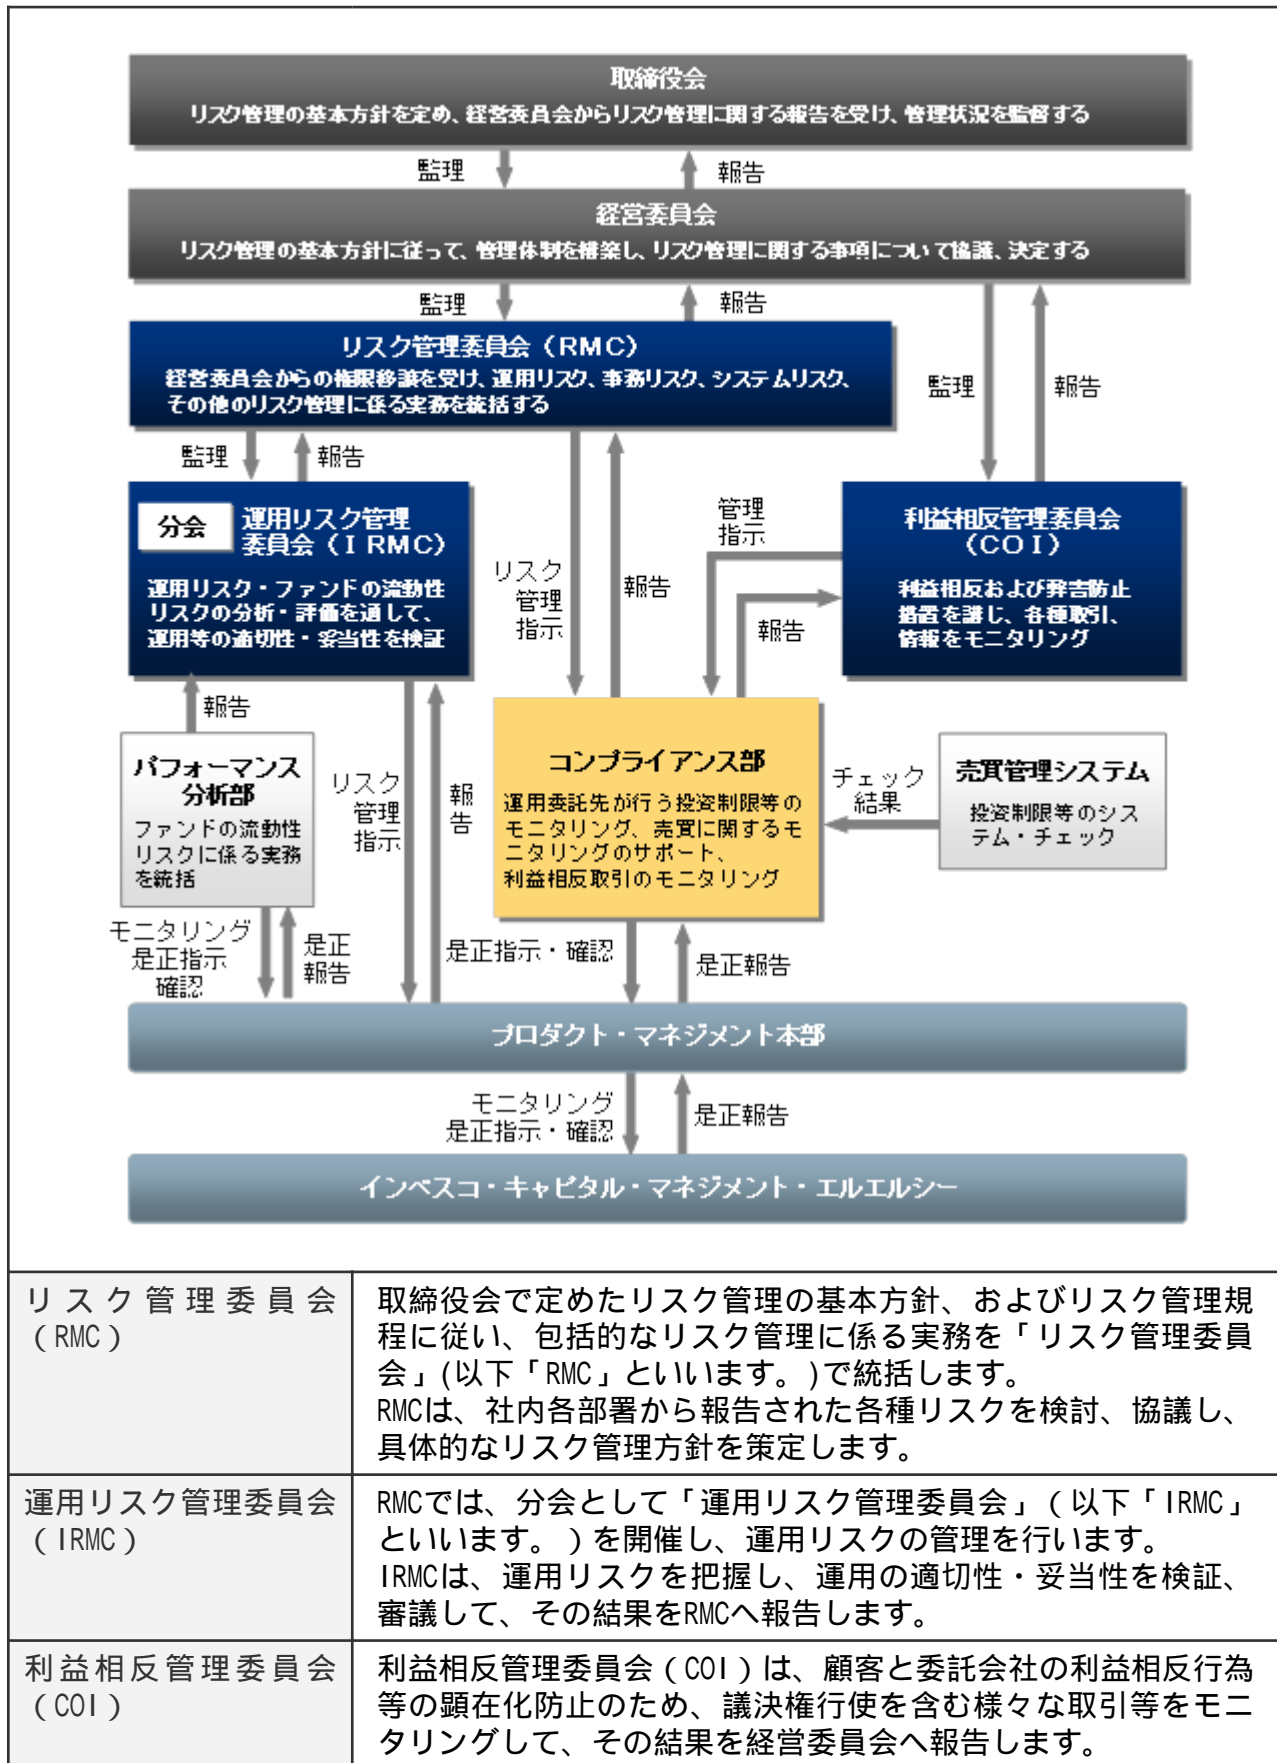 取締役会
リスク管理の基本方針を定め、経営委員会からリスク管理に関する報告を受け、管理状況を監督する
監理
報告
経営委員会
リスク管理の基本方針に従って、管理体制を構築し、リスク管理に関する事項について協議、決定する
監理
報告
リスク管理委員会（RMC）
経営委員会からの権限移譲を受け、運用リスク、事務リスク、システムリスク、
その他のリスク管理に係る実務を統括する
監理
報告
監理
報告
分会
運用リスク管理
委員会（IRMC）
運用リスク・ファンドの流動性
リスクの分析・評価を通して、
運用等の適切性・妥当性を検証
リスク
管理
指示
報告
管理
指示
報告
利益相反管理委員会
（COI）
利益相反および弊害防止
措置を講じ、各種取引、
情報をモニタリング
報告
パフォーマンス
分析部
ファンドの流動性
リスクに係る実務
を統括
リスク
管理
指示
報
告
コンプライアンス部
運用委託先が行う投資制限等の
モニタリング、売買に関するモ
ニタリングのサポート、
利益相反取引のモニタリング
チェック
結果
売買管理システム
投資制限等のシス
テム・チェック
モニタリング
是正指示
確認
是正
報告
是正指示・確認
是正報告
プロダクト・マネジメント本部
モニタリング
是正指示・確認
是正報告
インベスコ・キャピタル・マネジメント・エルエルシー
リスク管理委員会
（RMC）
取締役会で定めたリスク管理の基本方針、およびリスク管理規
程に従い、包括的なリスク管理に係る実務を「リスク管理委員
会」(以下「RMC」といいます。)で統括します。
RMCは、社内各部署から報告された各種リスクを検討、協議し、
具体的なリスク管理方針を策定します。
運用リスク管理委員会
（IRMC）
RMCでは、分会として「運用リスク管理委員会」（以下「IRMC」
といいます。）を開催し、運用リスクの管理を行います。
IRMCは、運用リスクを把握し、運用の適切性・妥当性を検証、
審議して、その結果をRMCへ報告します。
利益相反管理委員会
（COI）
利益相反管理委員会（COI）は、顧客と委託会社の利益相反行為
等の顕在化防止のため、議決権行使を含む様々な取引等をモニ
タリングして、その結果を経営委員会へ報告します。